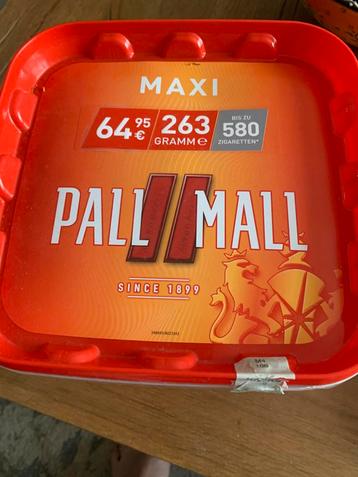 MAXI
64 95 € 263 GRAMM e BIS ZU 580 ZIGARETTEN*
PALL MALL
SINCE 1899